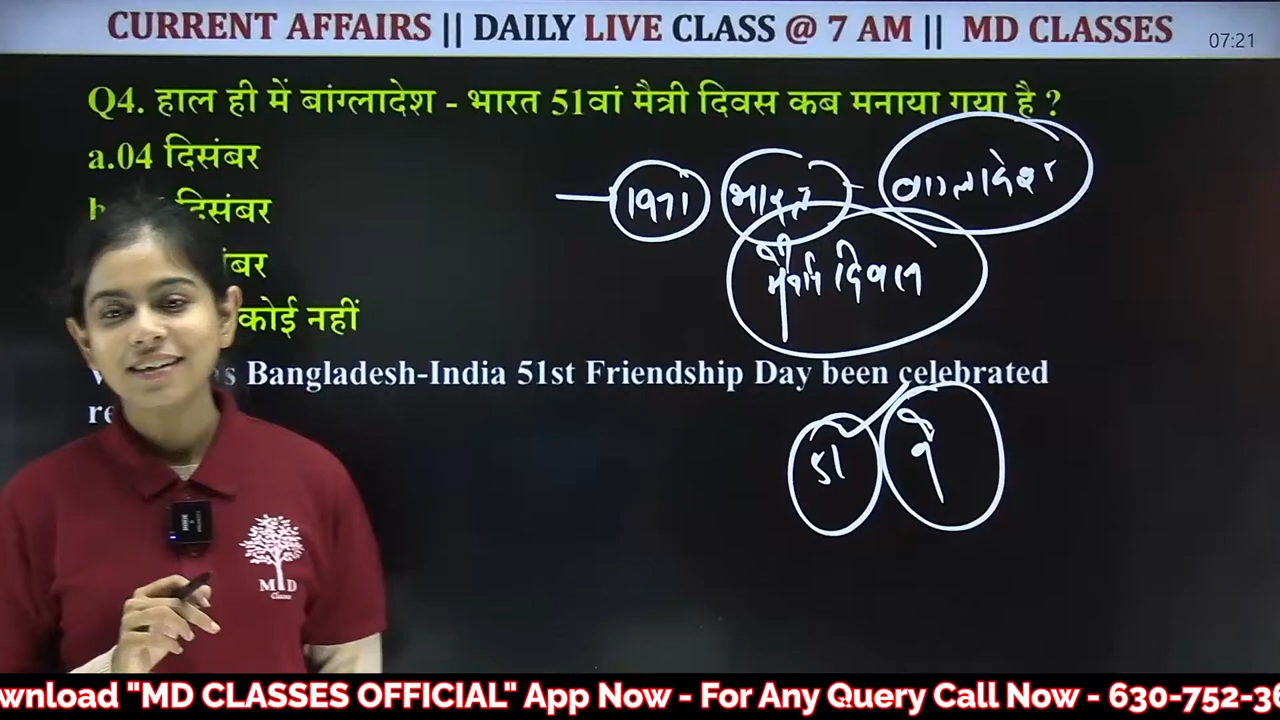 CURRENT AFFAIRS || DAILY LIVE CLASS @ 7 AM || MD CLASSES
07:21
Q4. हाल ही में बांग्लादेश - भारत 51वां मैत्री दिवस कब मनाया गया है ?
a.04 दिसंबर
दिसंबर
कोई नहीं
1971 भारत - बांग्लादेश
दिवस
Bangladesh-India 51st Friendship Day been celebrated
51 वे
MD
Classes
"MD CLASSES OFFICIAL" App Now - For Any Query Call Now - 630-752-36